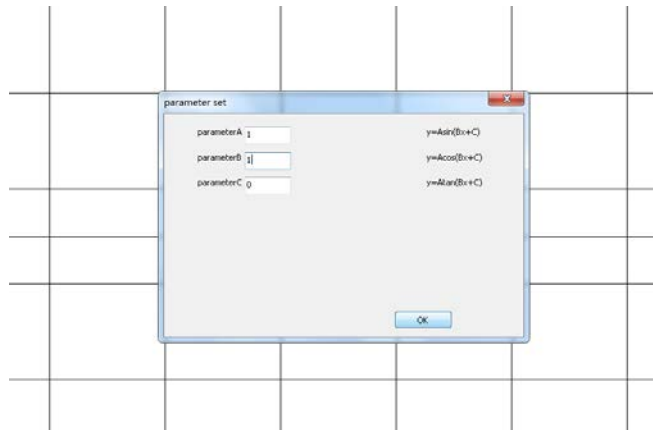 parameter set
parameterA 1 y=Asin(Bx+C)
parameterB 1 y=Acos(Bx+C)
parameterC 0 y=Atan(Bx+C)
OK